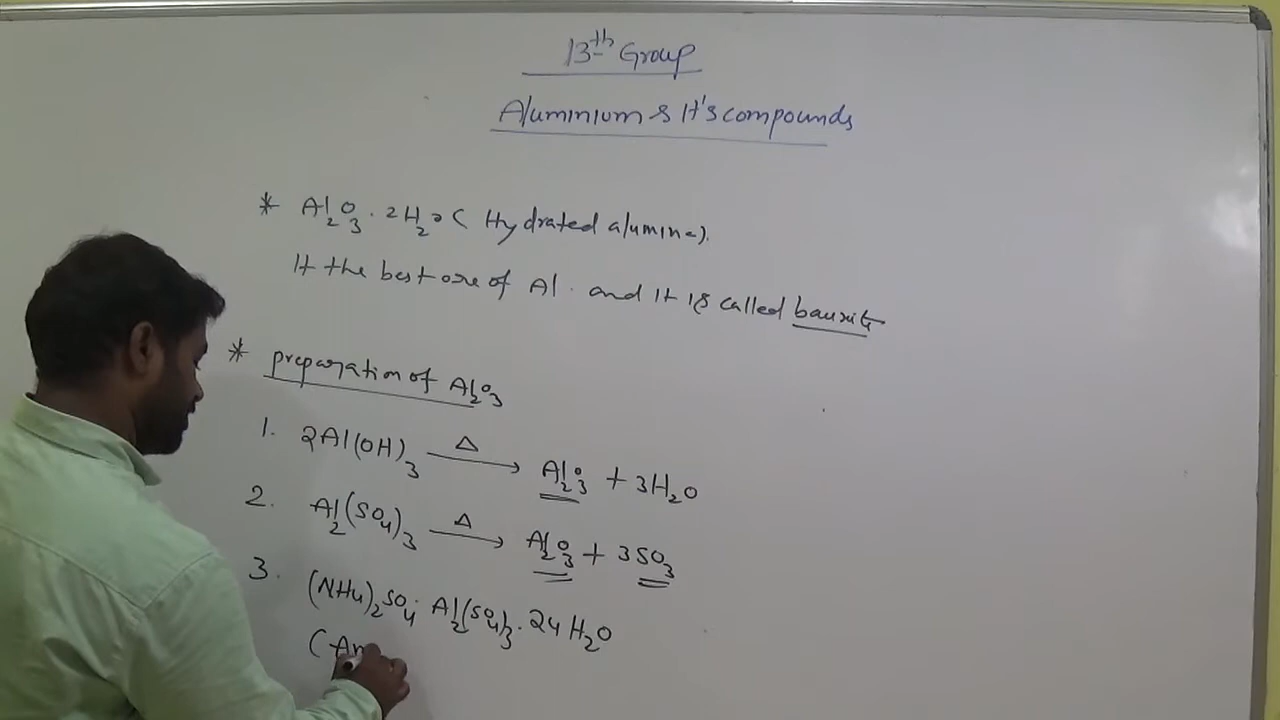 13th Group
Aluminium & It's compounds
* Al2O3 . 2H2O ( Hydrated alumina).
It the best ore of Al . and It is called bauxite
* preparation of Al2O3
1. 2Al(OH)3 —Δ→ Al2O3 + 3H2O
2. Al2(SO4)3 —Δ→ Al2O3 + 3SO3
3. (NH4)2SO4 . Al2(SO4)3 . 24H2O
(Am